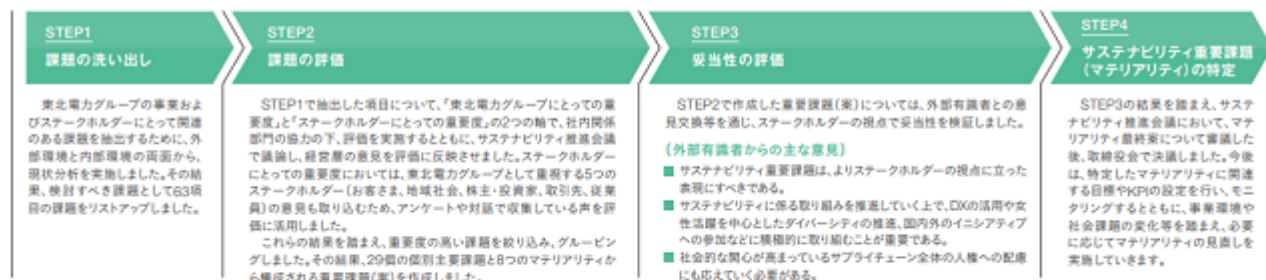 STEP1
課題の洗い出し
東北電力グループの事業およ
びステークホルダーにとって関連
のある課題を抽出するために、外
部環境と内部環境の両面から、
現状分析を実施しました。その結
果、検討すべき課題として63項
目の課題をリストアップしました。
STEP2
課題の評価
STEP1で抽出した項目について、「東北電力グループにとっての重
要度」と「ステークホルダーにとっての重要度」の2つの軸で、社内関係
部門の協力の下、評価を実施するとともに、サステナビリティ推進会議
で議論し、経営層の意見を評価に反映させました。ステークホルダー
にとっての重要度においては、東北電力グループとして重視する5つの
ステークホルダー（お客さま、地域社会、株主・投資家、取引先、従業
員）の意見も取り込むため、アンケートや対話で収集している声を評
価に活用しました。
これらの結果を踏まえ、重要度の高い課題を絞り込み、グルーピン
グしました。その結果、29個の個別主要課題と8つのマテリアリティか
ら構成される重要課題（案）を作成しました。
STEP3
妥当性の評価
STEP2で作成した重要課題（案）については、外部有識者との意
見交換等を通じ、ステークホルダーの視点で妥当性を検証しました。
〔外部有識者からの主な意見〕
■ サステナビリティ重要課題は、よりステークホルダーの視点に立った
表現にすべきである。
■ サステナビリティに係る取り組みを推進していく上で、DXの活用や女
性活躍を中心としたダイバーシティの推進、国内外のイニシアティブ
への参加などに積極的に取り組むことが重要である。
■ 社会的な関心が高まっているサプライチェーン全体の人権への配慮
にも応えていく必要がある。
STEP4
サステナビリティ重要課題
（マテリアリティ）の特定
STEP3の結果を踏まえ、サステ
ナビリティ推進会議において、マテ
リアリティ最終案について審議した
後、取締役会で決議しました。今後
は、特定したマテリアリティに関連
する目標やKPIの設定を行い、モニ
タリングするとともに、事業環境や
社会課題の変化等を踏まえ、必要
に応じてマテリアリティの見直しを
実施していきます。